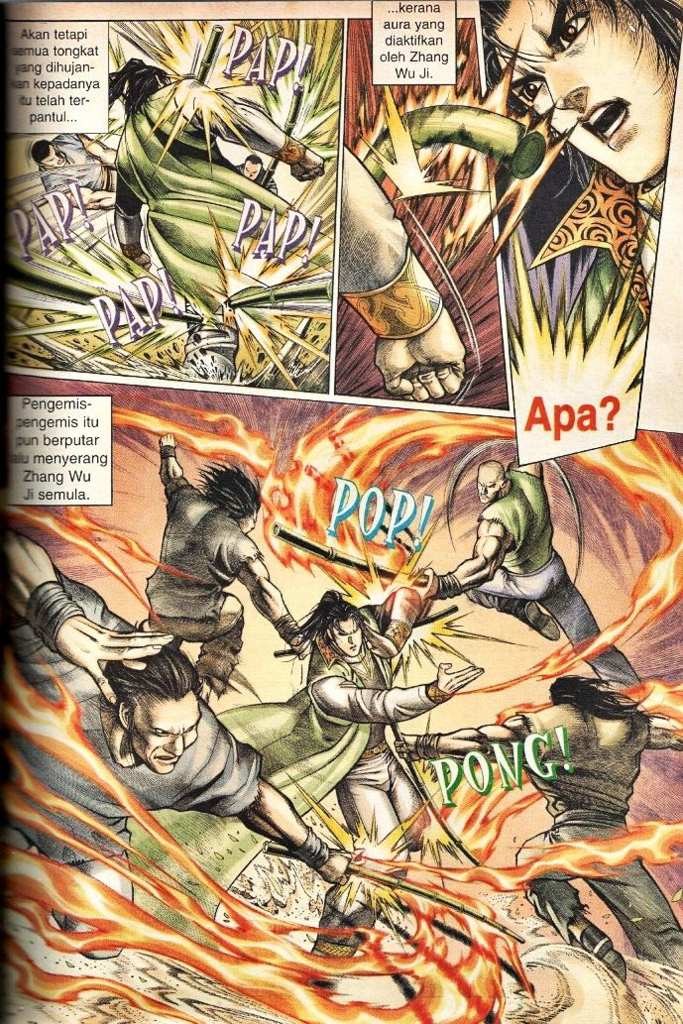 Akan tetapi
semua tongkat
yang dihujan-
kan kepadanya
itu telah ter-
pantul...
PAP!
PAP!
PAP!
PAP!
...kerana
aura yang
diaktifkan
oleh Zhang
Wu Ji.
Apa?
Pengemis-
pengemis itu
pun berputar
lalu menyerang
Zhang Wu
Ji semula.
POP!
PONG!